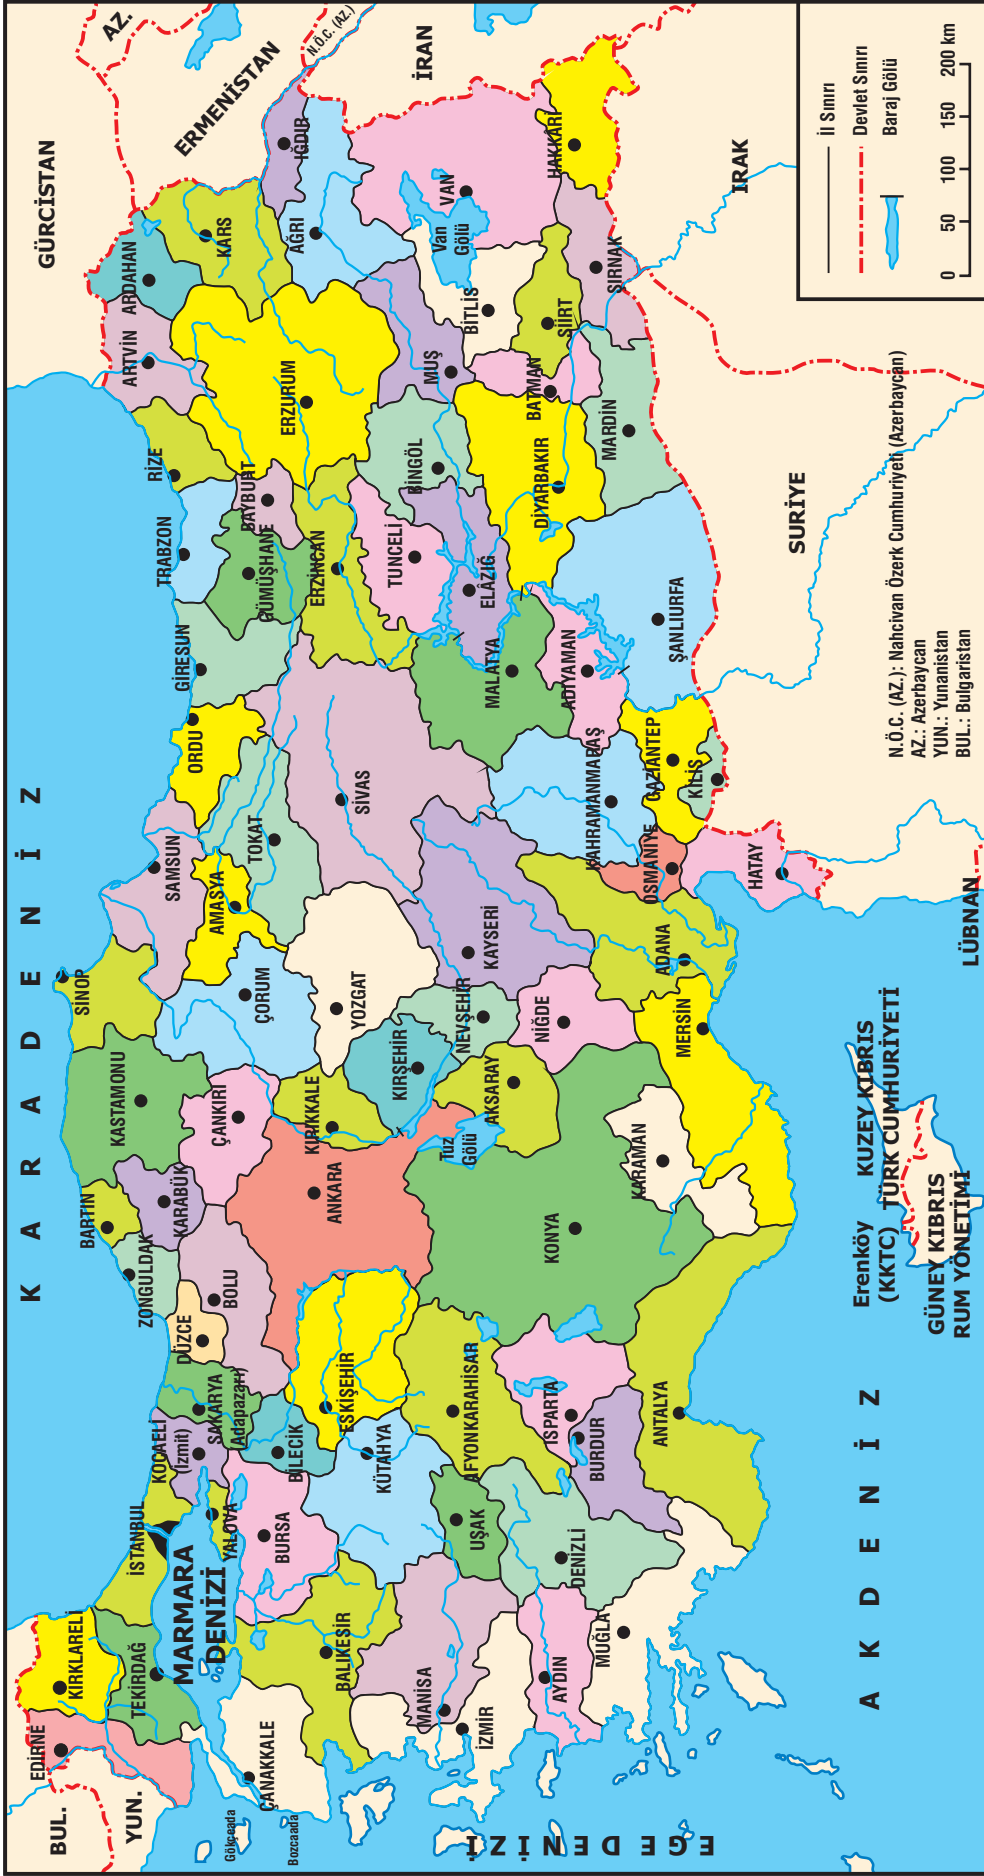 BUL.
YUN.
EDİRNE
KIRKLARELİ
TEKİRDAĞ
İSTANBUL
MARMARA
DENİZİ
Gökçeada
Bozcaada
ÇANAKKALE
K A R A D E N İ Z
KOCAELİ
(İzmit)
SAKARYA
(Adapazarı)
YALOVA
BURSA
BİLECİK
DÜZCE
BOLU
ZONGULDAK
BARTIN
KARABÜK
KASTAMONU
ÇANKIRI
SİNOP
SAMSUN
ÇORUM
AMASYA
TOKAT
ORDU
GİRESUN
TRABZON
GÜMÜŞHANE
BAYBURT
RİZE
ARTVİN
ARDAHAN
KARS
GÜRCİSTAN
AZ.
ERMENİSTAN
N.Ö.C. (AZ.)
İRAN
IĞDIR
AĞRI
ERZURUM
ERZİNCAN
SİVAS
YOZGAT
KIRIKKALE
ANKARA
ESKİŞEHİR
KÜTAHYA
BALIKESİR
MANİSA
İZMİR
EGE DENİZİ
UŞAK
AFYONKARAHİSAR
Tuz
Gölü
KIRŞEHİR
NEVŞEHİR
AKSARAY
KAYSERİ
MALATYA
TUNCELİ
ELÂZIĞ
BİNGÖL
MUŞ
BİTLİS
Van
Gölü
VAN
HAKKÂRİ
ŞIRNAK
SİİRT
BATMAN
DİYARBAKIR
MARDİN
ŞANLIURFA
ADIYAMAN
KAHRAMANMARAŞ
GAZİANTEP
KİLİS
OSMANİYE
HATAY
ADANA
NİĞDE
MERSİN
KARAMAN
KONYA
ISPARTA
BURDUR
ANTALYA
DENİZLİ
AYDIN
MUĞLA
A K D E N İ Z
Erenköy
KUZEY KIBRIS
(KKTC) TÜRK CUMHURİYETİ
GÜNEY KIBRIS
RUM YÖNETİMİ
LÜBNAN
SURİYE
IRAK
N.Ö.C. (AZ.): Nahcivan Özerk Cumhuriyeti (Azerbaycan)
AZ.: Azerbaycan
YUN.: Yunanistan
BUL.: Bulgaristan
İl Sınırı
Devlet Sınırı
Baraj Gölü
0 50 100 150 200 km